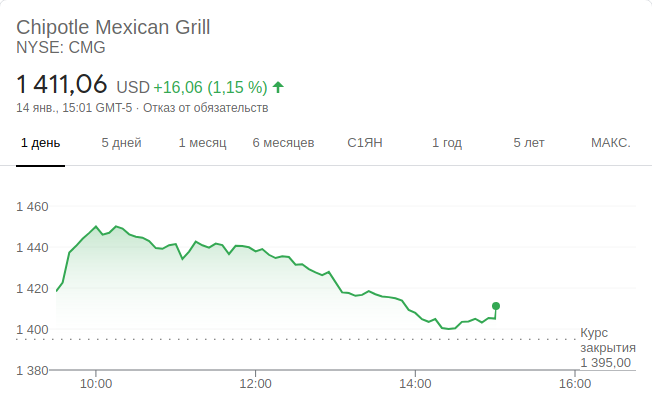 Chipotle Mexican Grill
NYSE: CMG
1 411,06 USD +16,06 (1,15 %)
14 янв., 15:01 GMT-5 · Отказ от обязательств
1 день 5 дней 1 месяц 6 месяцев С1ЯН 1 год 5 лет МАКС.
1 460
1 440
1 420
1 400
Курс
закрытия
1 395,00
1 380
10:00 12:00 14:00 16:00